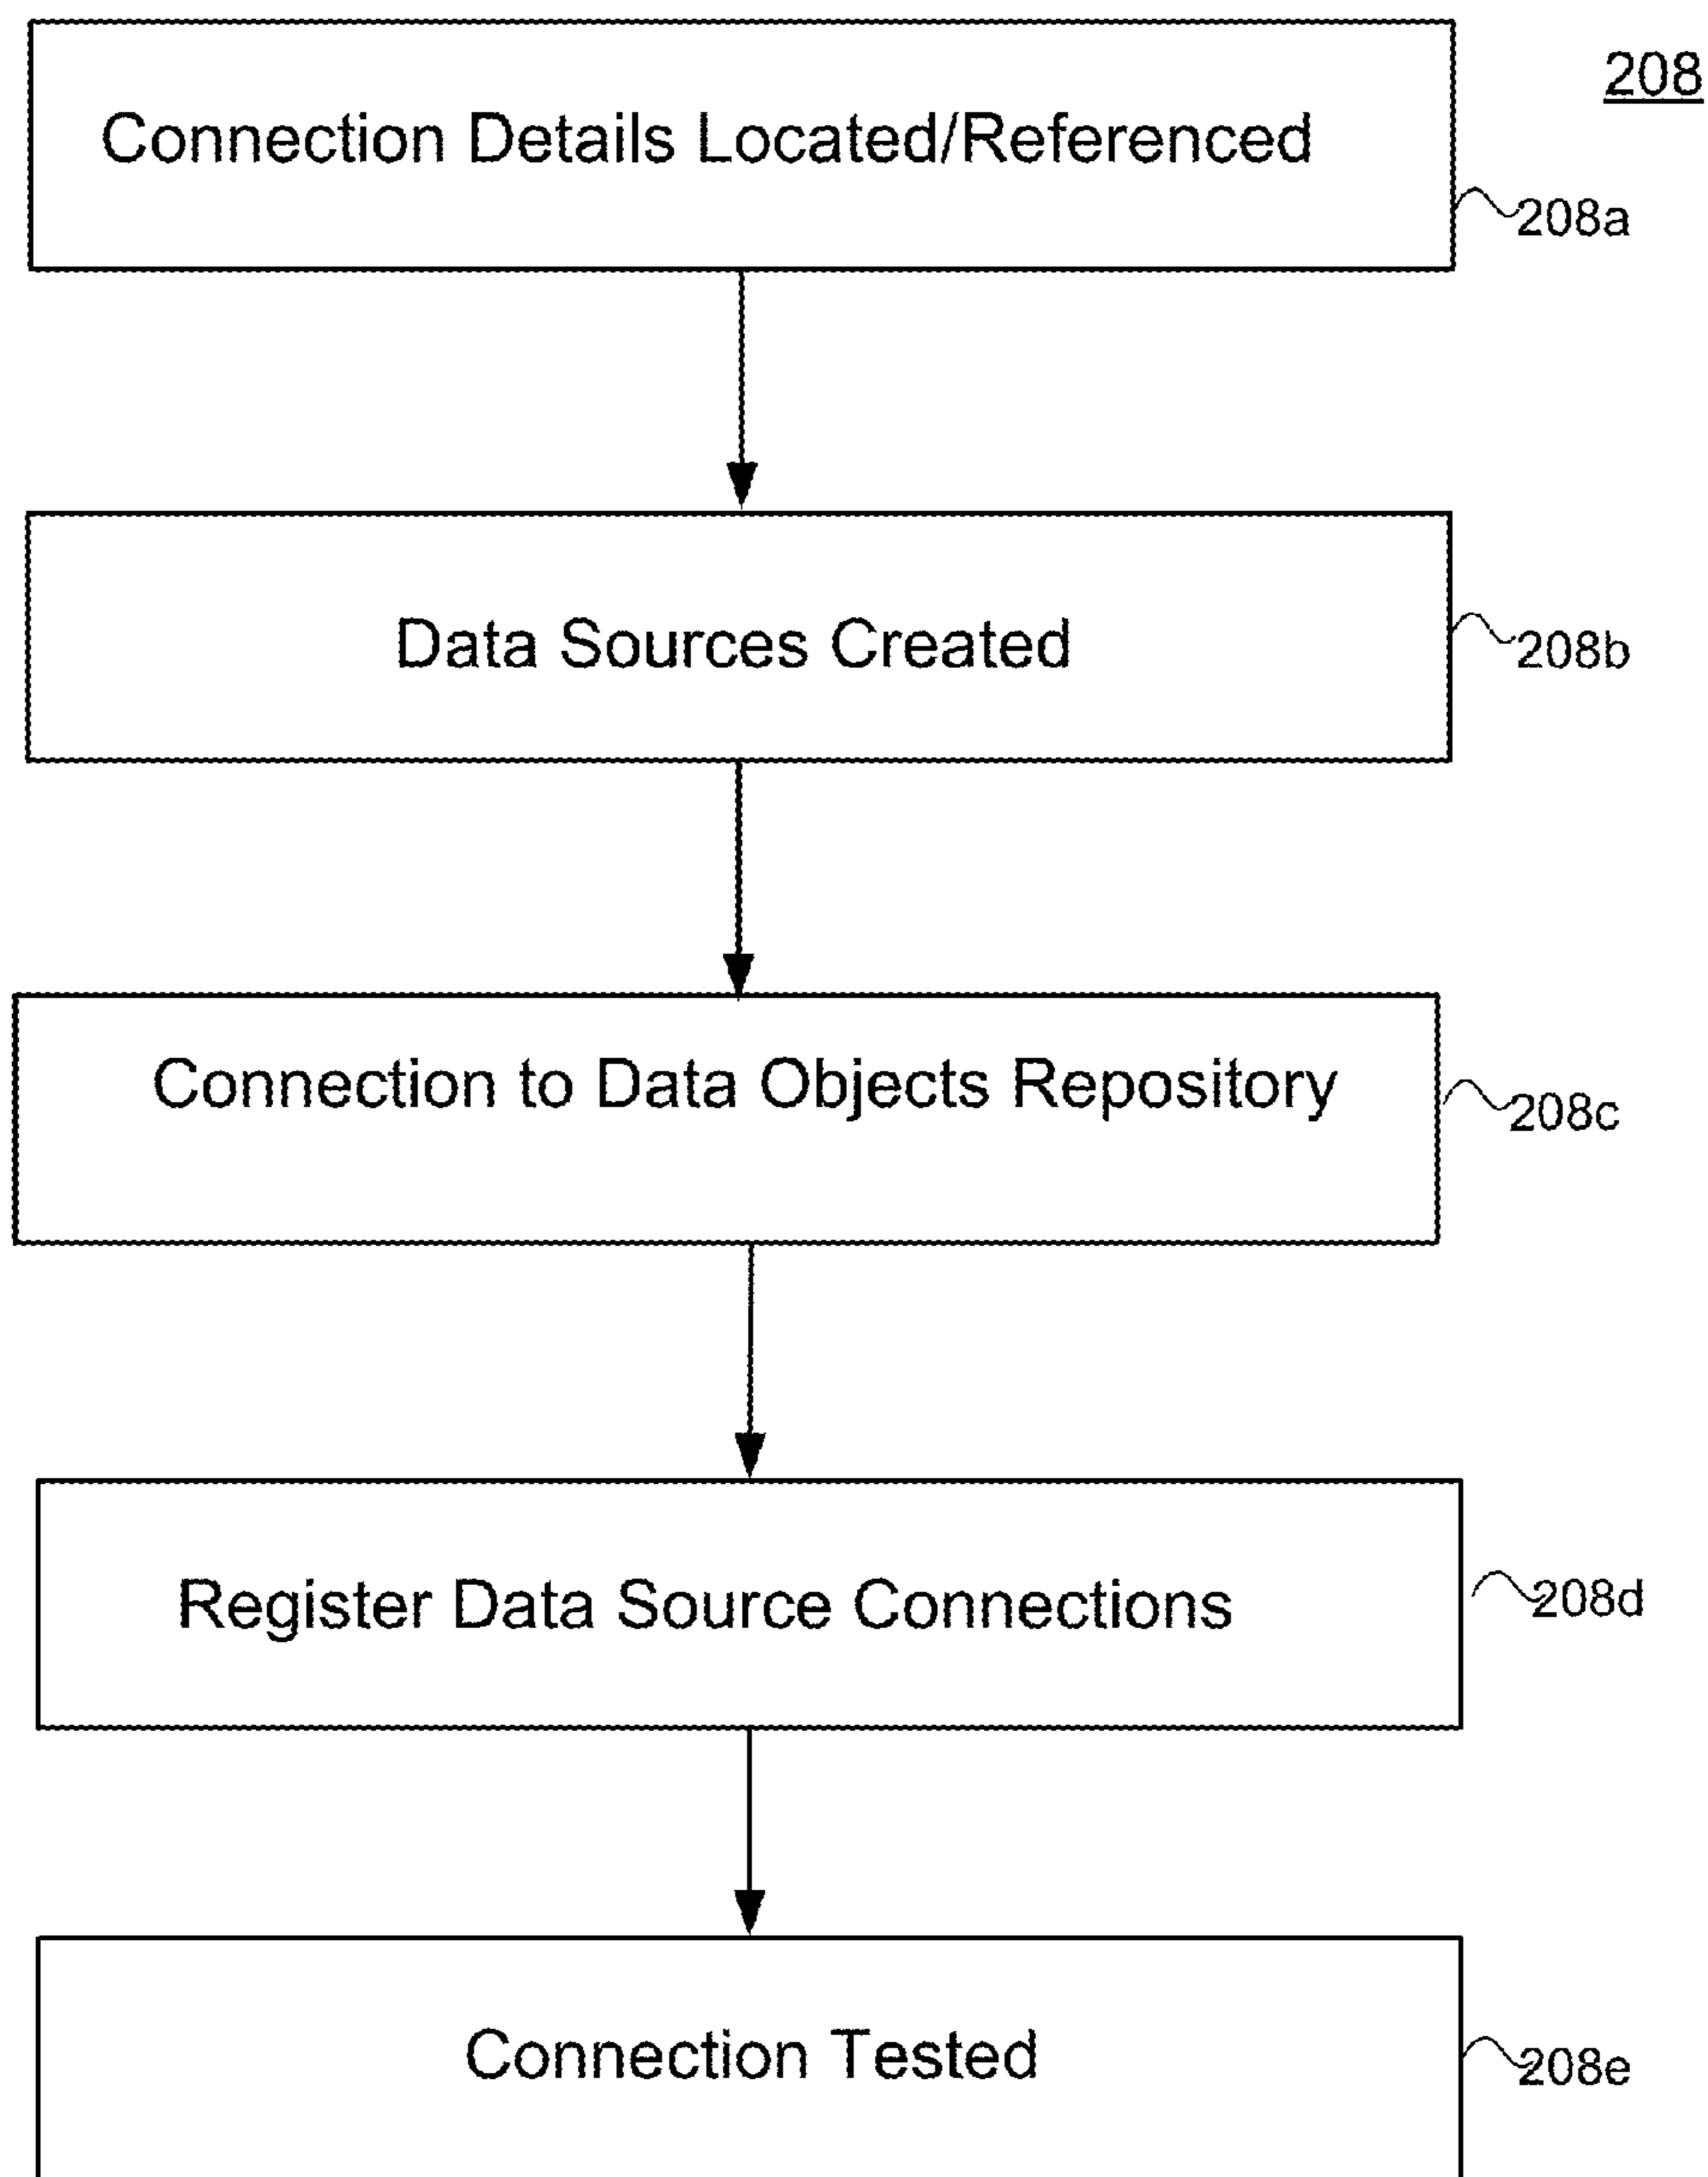 208
Connection Details Located/Referenced
208a
Data Sources Created
208b
Connection to Data Objects Repository
208c
Register Data Source Connections
208d
Connection Tested
208e